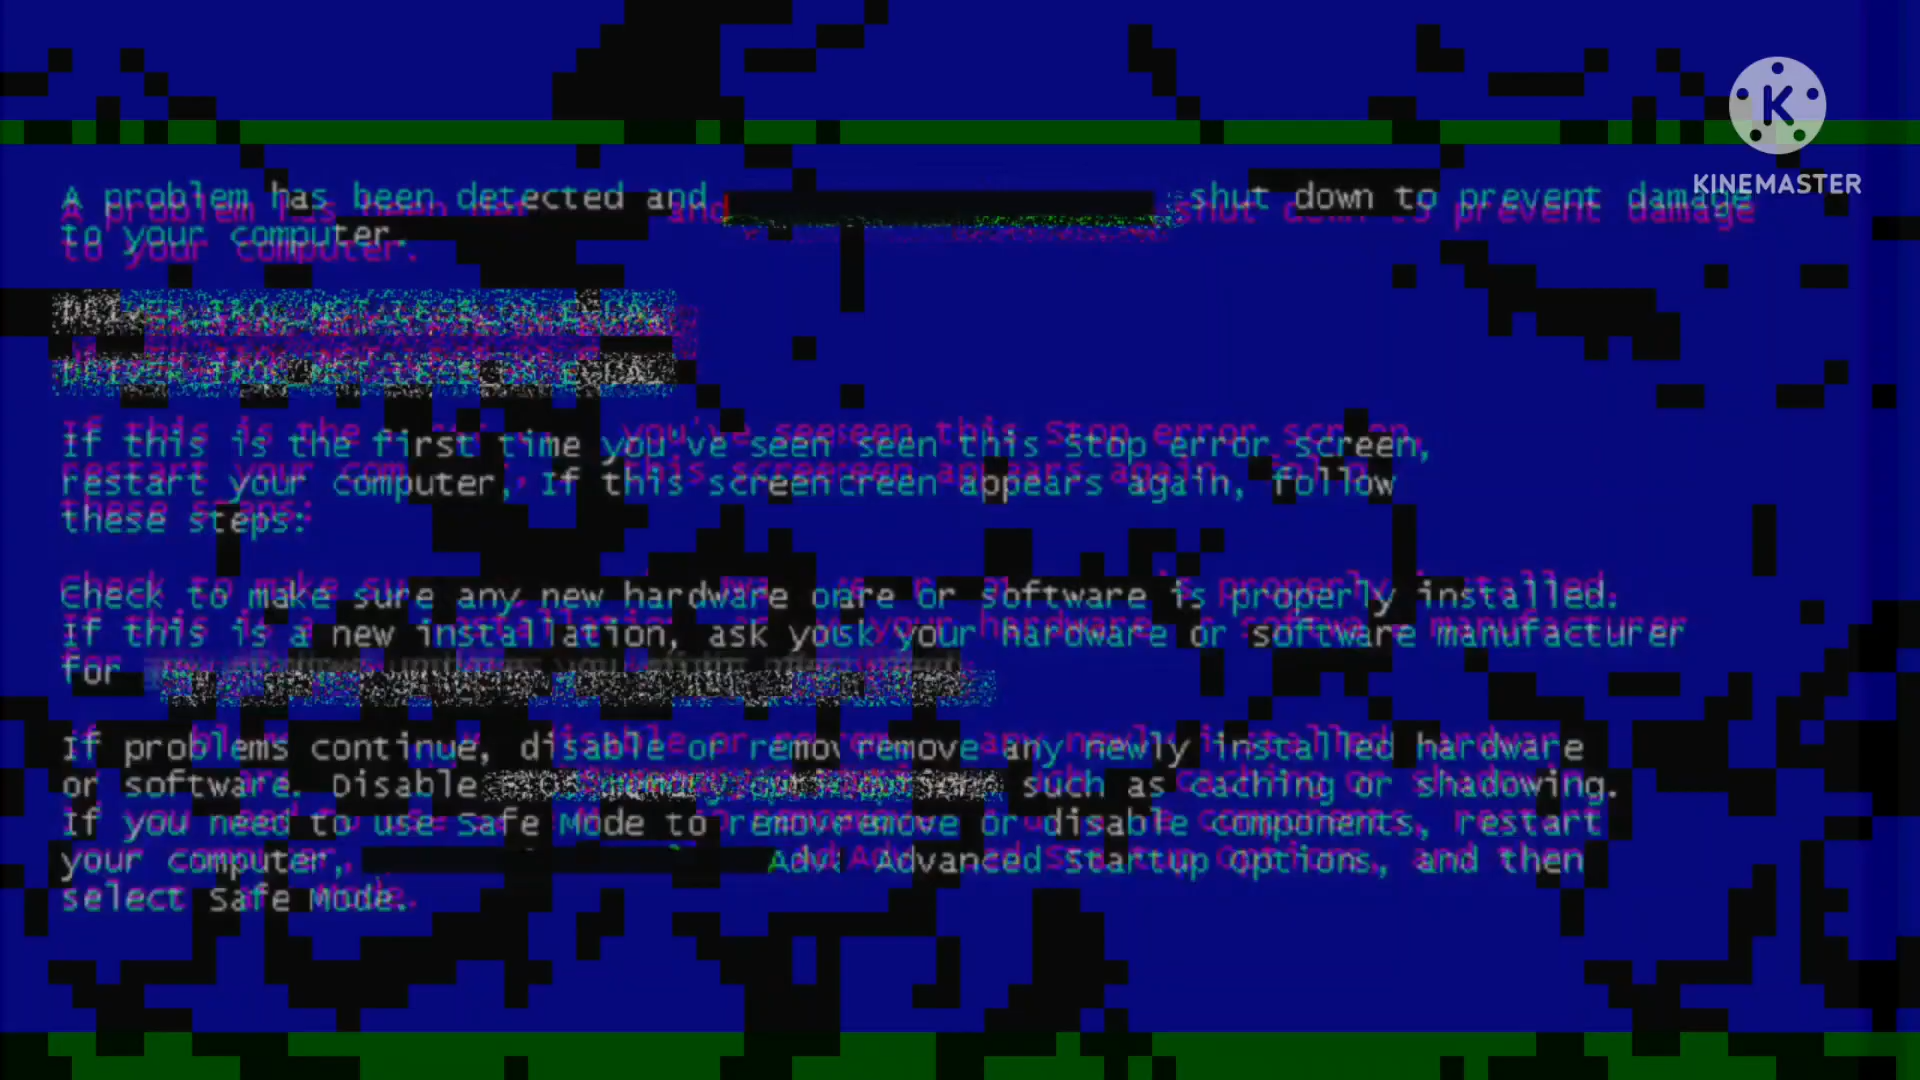 A problem has been detected and shut down to prevent damage
to your computer.
If this is the first time you've seen seen this Stop error screen,
restart your computer, If this screencreen appears again, follow
these steps:
Check to make sure any new hardware orare or software is properly installed.
If this is a new installation, ask yousk your hardware or software manufacturer
for
If problems continue, disable or remov remove any newly installed hardware
or software. Disable such as caching or shadowing.
If you need to use Safe Mode to removeremove or disable components, restart
your computer, Adva Advanced Startup Options, and then
select Safe Mode.
KINEMASTER